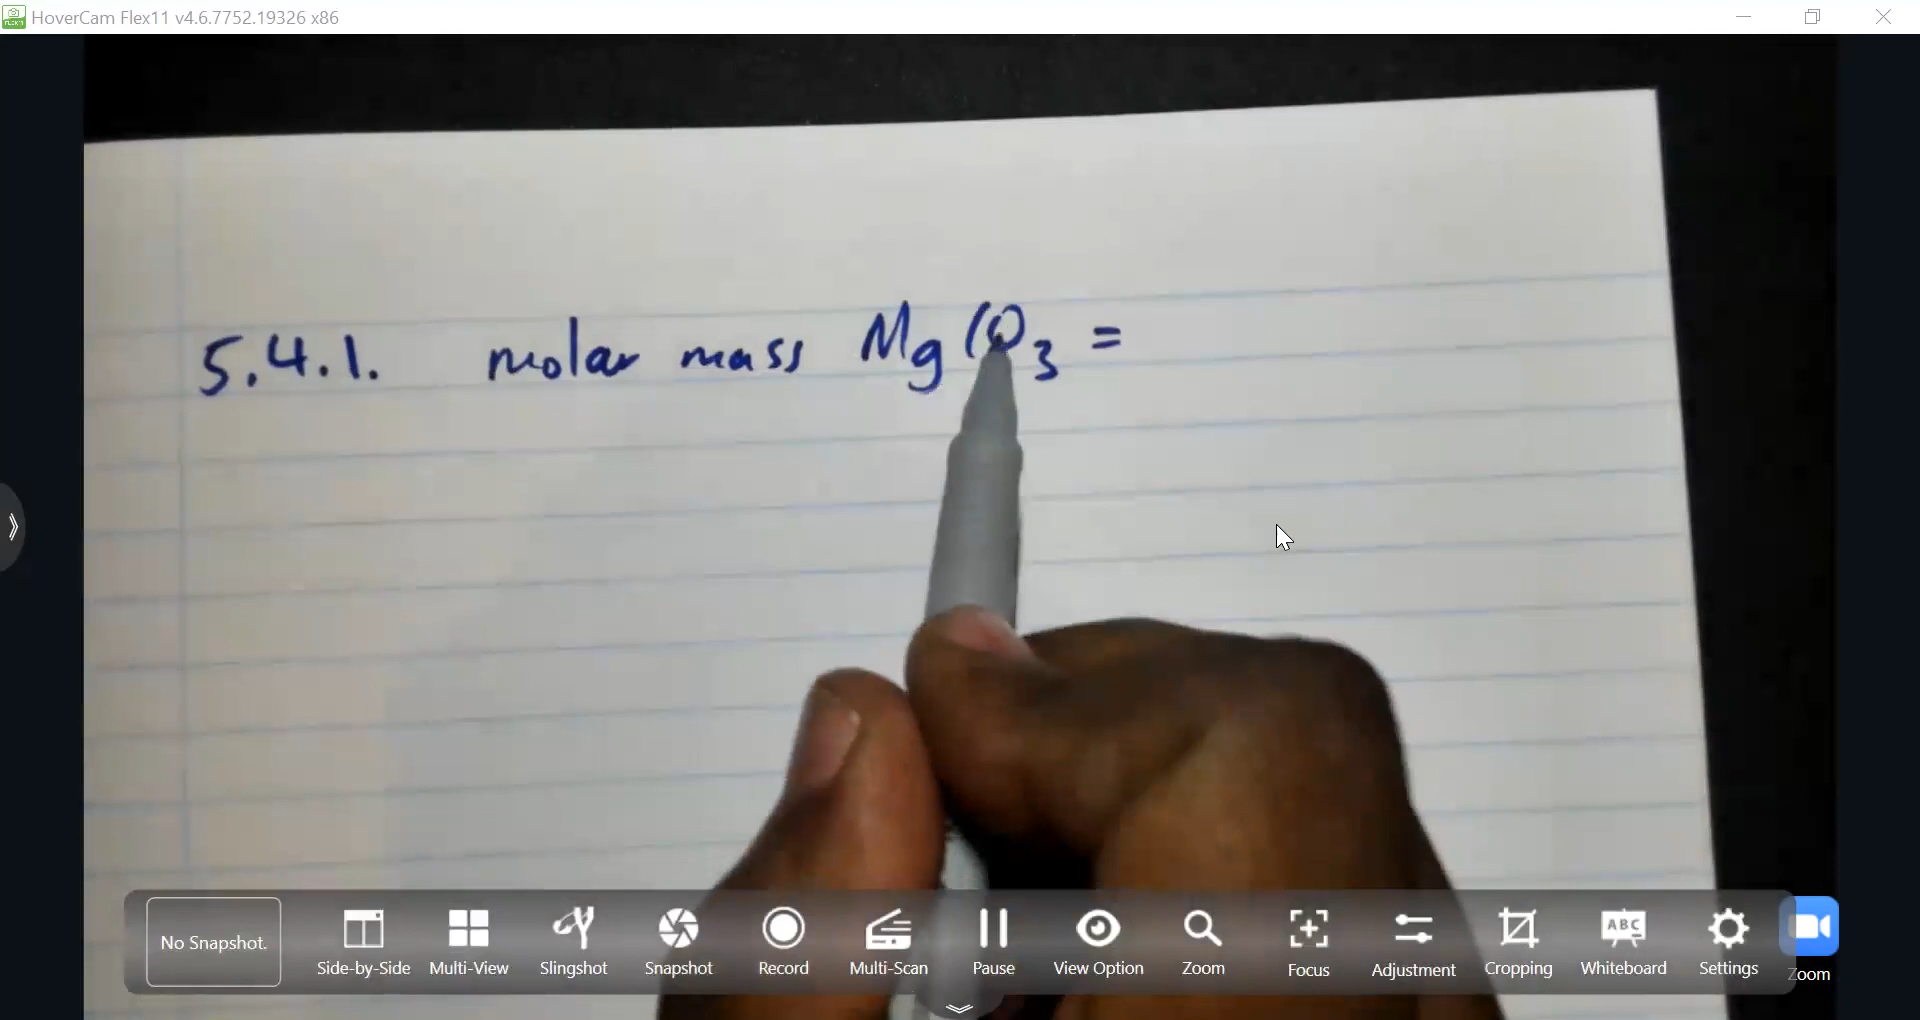 HoverCam Flex11 v4.6.7752.19326 x86
5.4.1. molar mass MgCO3 =
No Snapshot.
Side-by-Side
Multi-View
Slingshot
Snapshot
Record
Multi-Scan
Pause
View Option
Zoom
Focus
Adjustment
Cropping
ABC
Whiteboard
Settings
Zoom